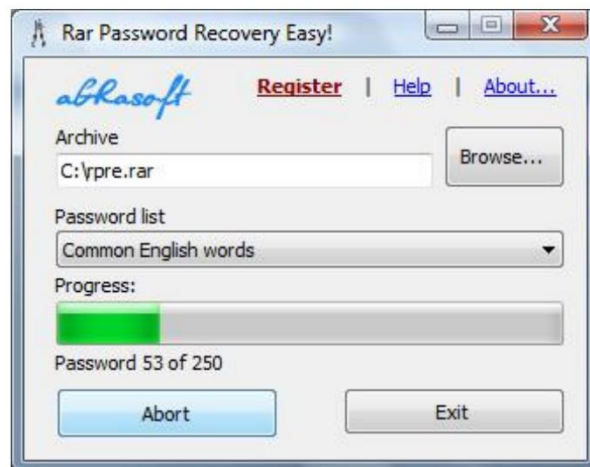 Rar Password Recovery Easy!
aGRasoft
Register | Help | About...
Archive
C:\rpre.rar
Browse...
Password list
Common English words
Progress:
Password 53 of 250
Abort
Exit